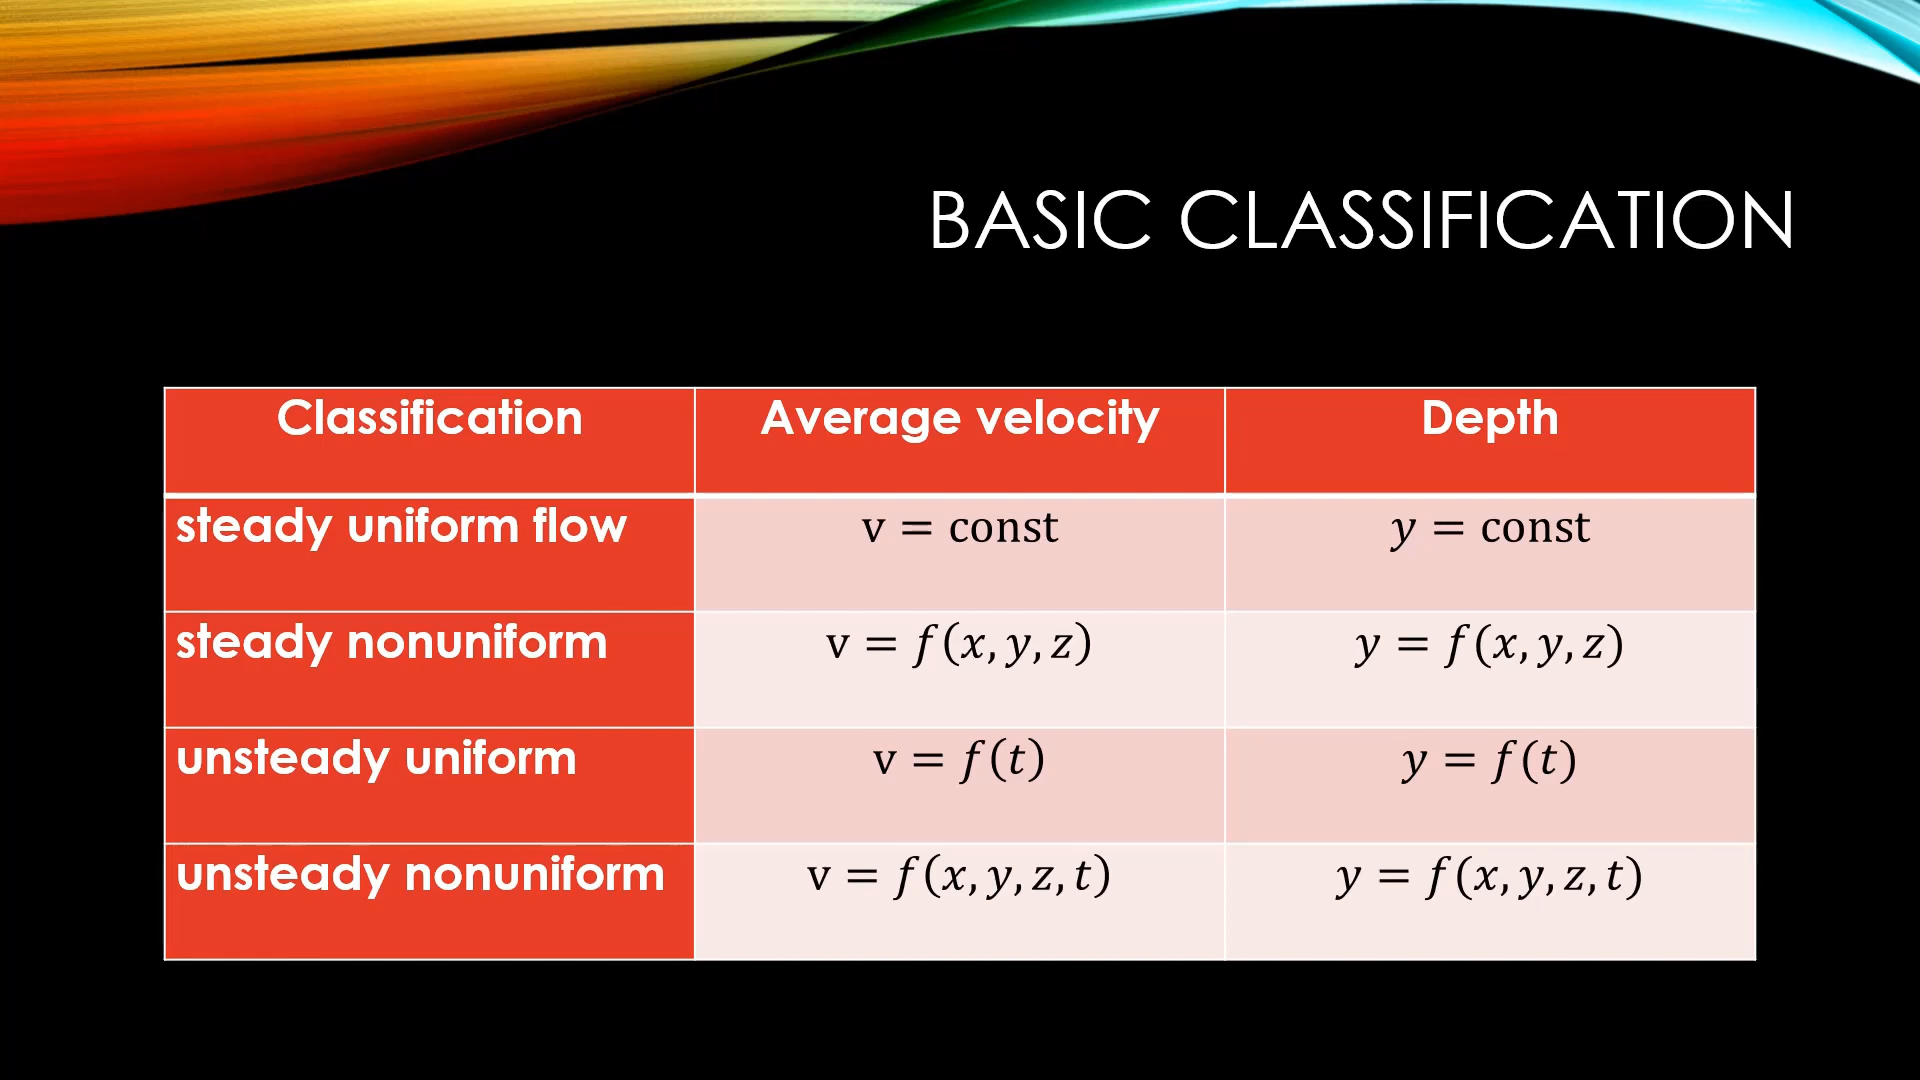 BASIC CLASSIFICATION
Classification Average velocity Depth
steady uniform flow v = const y = const
steady nonuniform v = f(x, y, z) y = f(x, y, z)
unsteady uniform v = f(t) y = f(t)
unsteady nonuniform v = f(x, y, z, t) y = f(x, y, z, t)